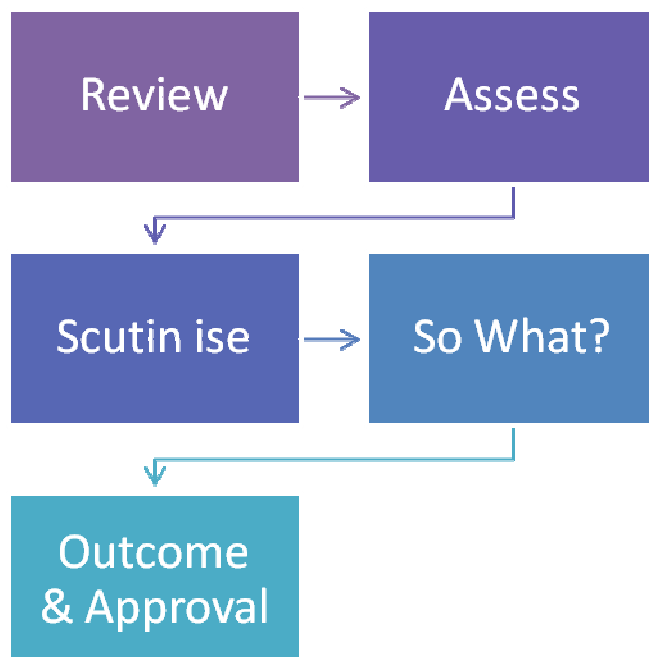 Review
Assess
Scutin ise
So What?
Outcome
& Approval